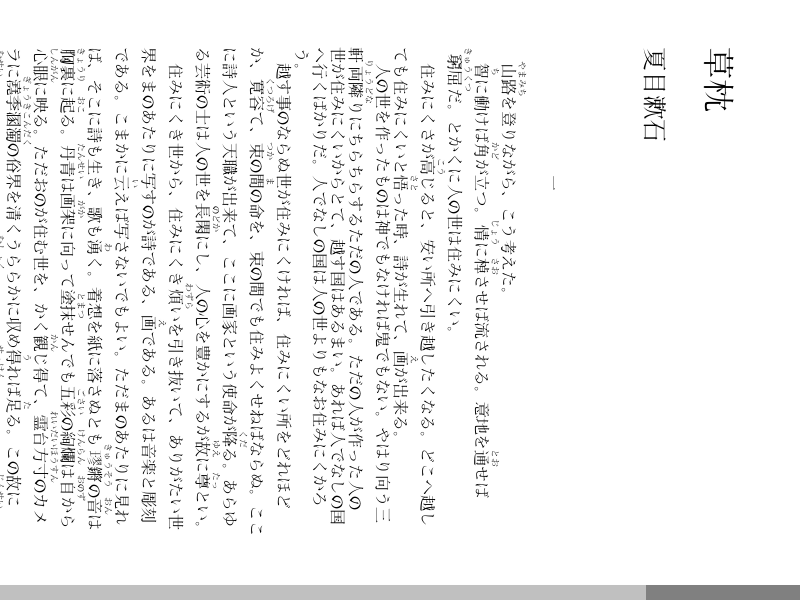 草枕
夏目漱石
一
山路を登りながら、こう考えた。
智に働けば角が立つ。情に棹させば流される。意地を通せば
窮屈だ。とかくに人の世は住みにくい。
住みにくさが高じると、安い所へ引き越したくなる。どこへ越し
ても住みにくいと悟った時、詩が生れて、画が出来る。
人の世を作ったものは神でもなければ鬼でもない。やはり向う三
軒両隣りにちらちらするただの人である。ただの人が作った人の
世が住みにくいからとて、越す国はあるまい。あれば人でなしの国
へ行くばかりだ。人でなしの国は人の世よりもなお住みにくかろ
う。
越す事のならぬ世が住みにくければ、住みにくい所をどれほど
か、寛容て、束の間の命を、束の間でも住みよくせねばならぬ。ここ
に詩人という天職が出来て、ここに画家という使命が降る。あらゆ
る芸術の士は人の世を長閑にし、人の心を豊かにするが故に尊とい。
住みにくき世から、住みにくき煩いを引き抜いて、ありがたい世
界をまのあたりに写すのが詩である、画である。あるは音楽と彫刻
である。こまかに云えば写さないでもよい。ただまのあたりに見れ
ば、そこに詩も生き、歌も湧く。着想を紙に落さぬとも璆鏘の音は
胸裏に起る。丹青は画架に向って塗抹せんでも五彩の絢爛は自から
心眼に映る。ただおのが住む世を、かく観じ得て、霊台方寸のカメ
ラに澆季溷濁の俗界を清くうららかに収め得れば足る。この故に